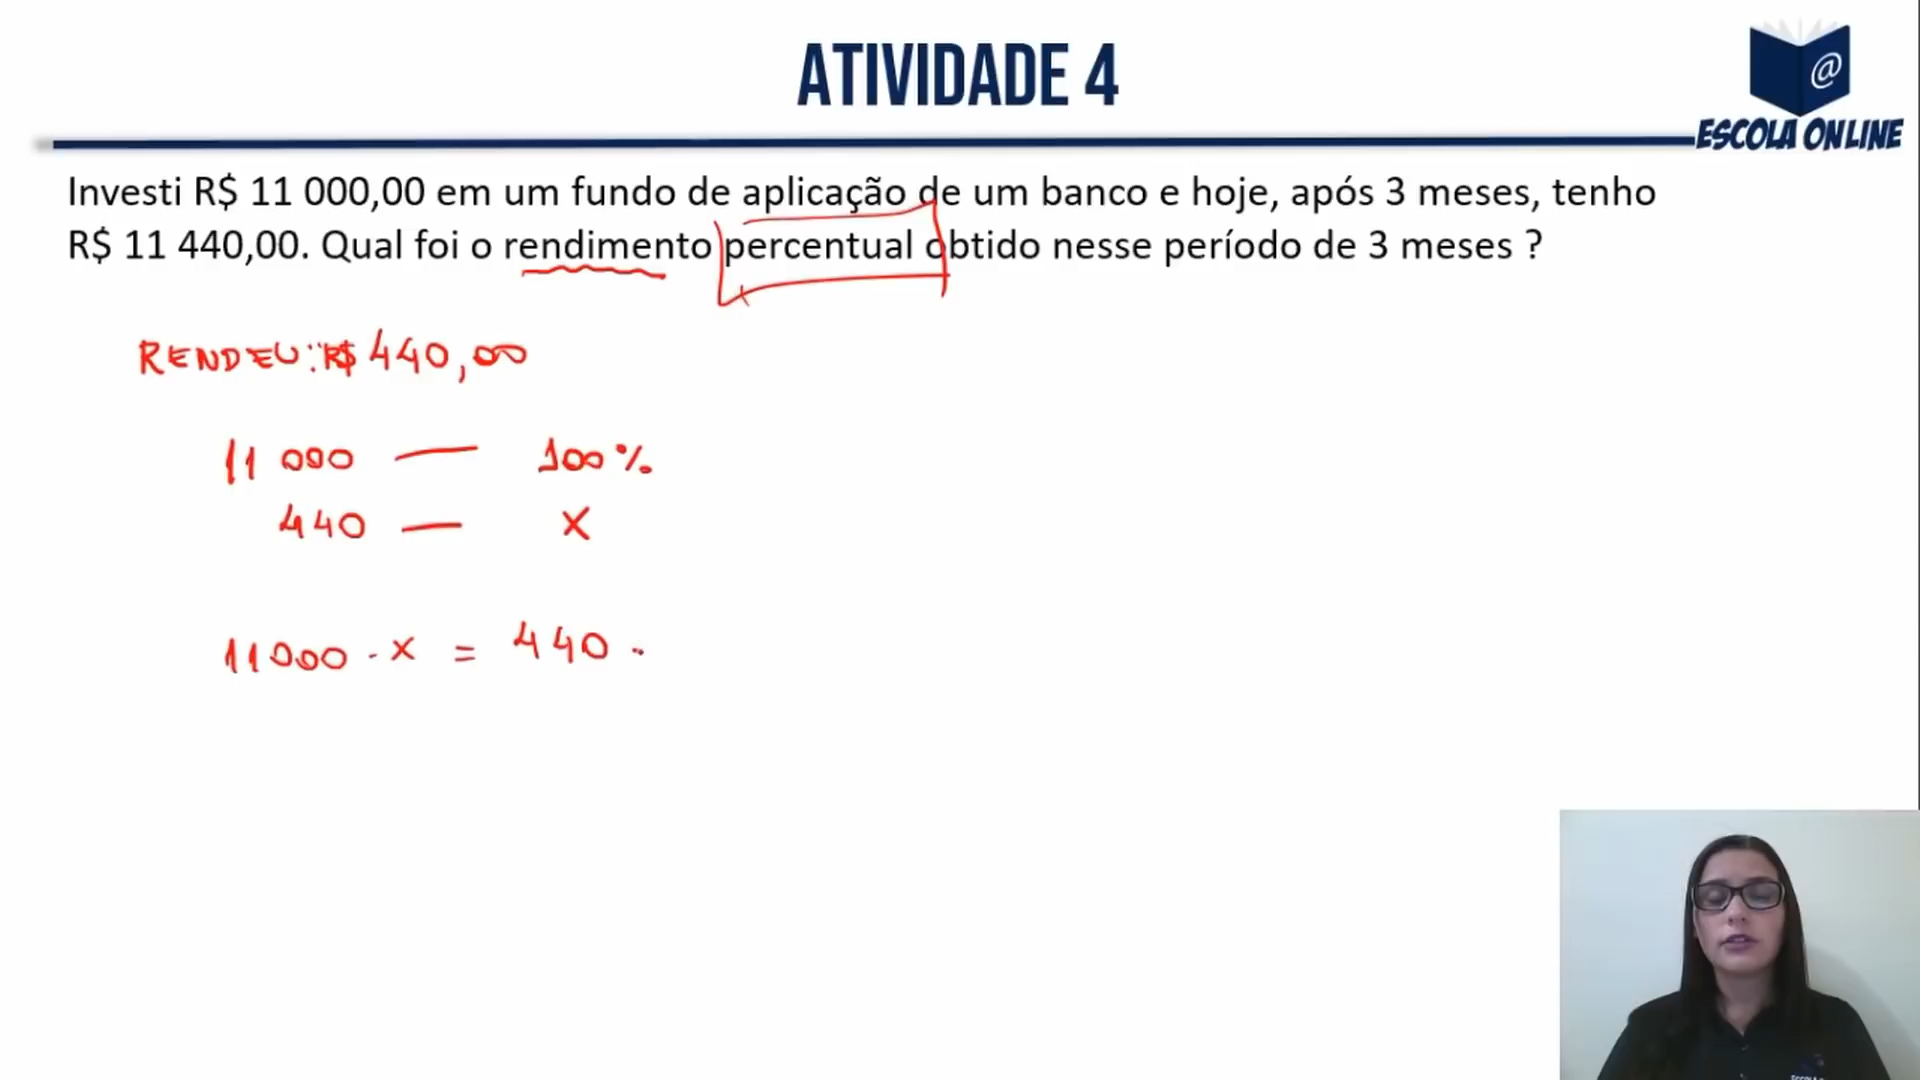 ATIVIDADE 4
@
ESCOLA ONLINE
Investi R$ 11 000,00 em um fundo de aplicação de um banco e hoje, após 3 meses, tenho
R$ 11 440,00. Qual foi o rendimento percentual obtido nesse período de 3 meses ?
RENDEU: R$ 440,00
11 000 — 100%
440 — x
11000 . x = 440 .